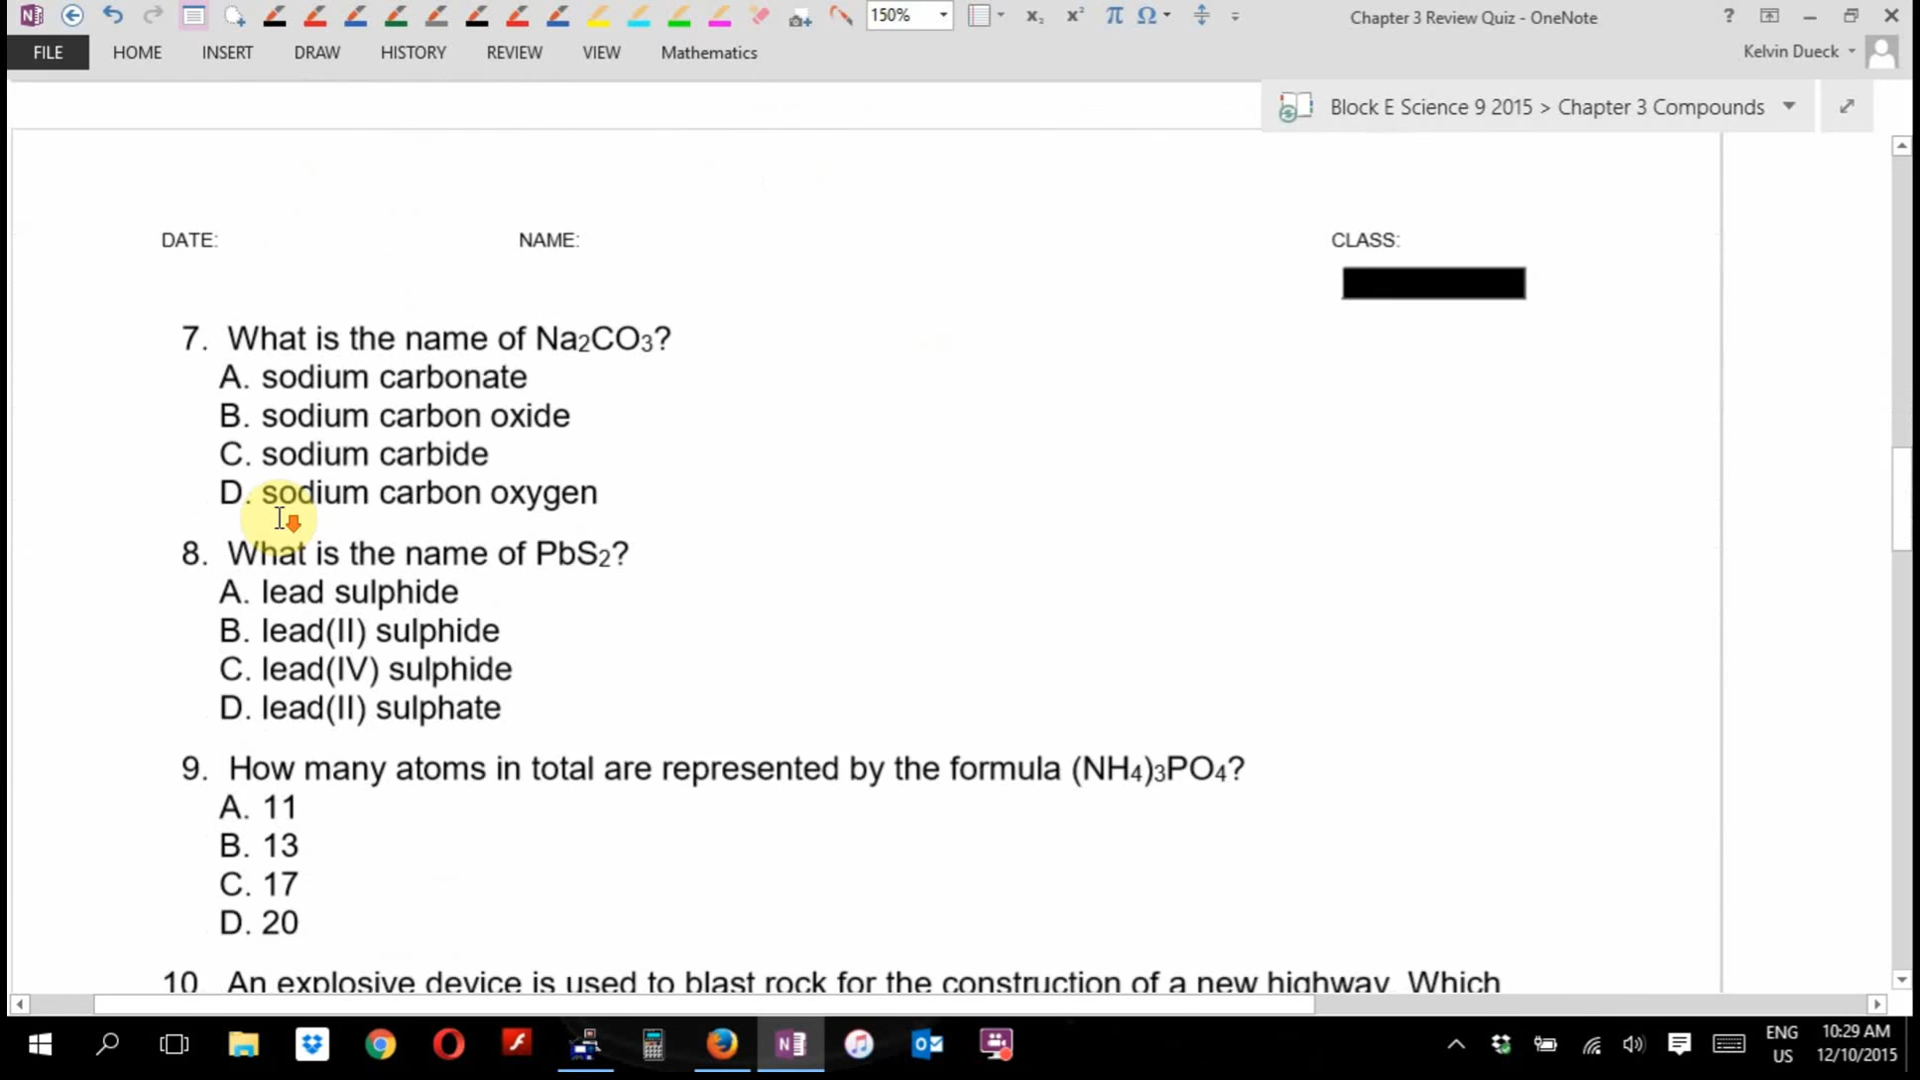 150%
x₂ x² π Ω
Chapter 3 Review Quiz - OneNote
?
FILE HOME INSERT DRAW HISTORY REVIEW VIEW Mathematics
Kelvin Dueck
Block E Science 9 2015 > Chapter 3 Compounds
DATE: NAME: CLASS:
7. What is the name of Na₂CO₃?
A. sodium carbonate
B. sodium carbon oxide
C. sodium carbide
D. sodium carbon oxygen
8. What is the name of PbS₂?
A. lead sulphide
B. lead(II) sulphide
C. lead(IV) sulphide
D. lead(II) sulphate
9. How many atoms in total are represented by the formula (NH₄)₃PO₄?
A. 11
B. 13
C. 17
D. 20
10 An explosive device is used to blast rock for the construction of a new highway. Which
ENG 10:29 AM
US 12/10/2015